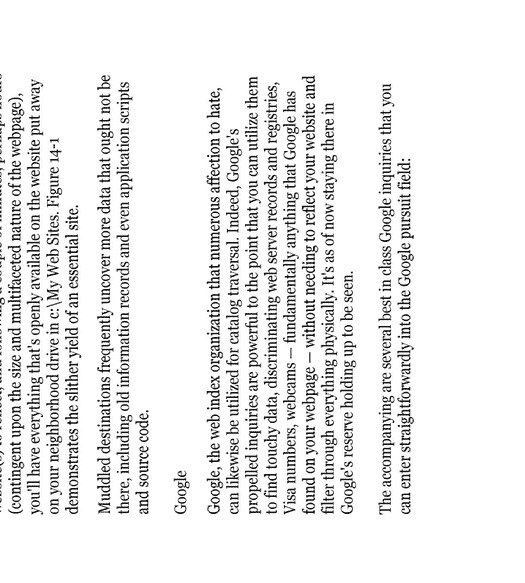 (contingent upon the size and multifaceted nature of the webpage),
you'll have everything that's openly available on the website put away
on your neighborhood drive in c:\My Web Sites. Figure 14-1
demonstrates the slither yield of an essential site.
Muddled destinations frequently uncover more data that ought not be
there, including old information records and even application scripts
and source code.
Google
Google, the web index organization that numerous affection to hate,
can likewise be utilized for catalog traversal. Indeed, Google's
propelled inquiries are powerful to the point that you can utilize them
to find touchy data, discriminating web server records and registries,
Visa numbers, webcams — fundamentally anything that Google has
found on your webpage — without needing to reflect your website and
filter through everything physically. It's as of now staying there in
Google's reserve holding up to be seen.
The accompanying are several best in class Google inquiries that you
can enter straightforwardly into the Google pursuit field: